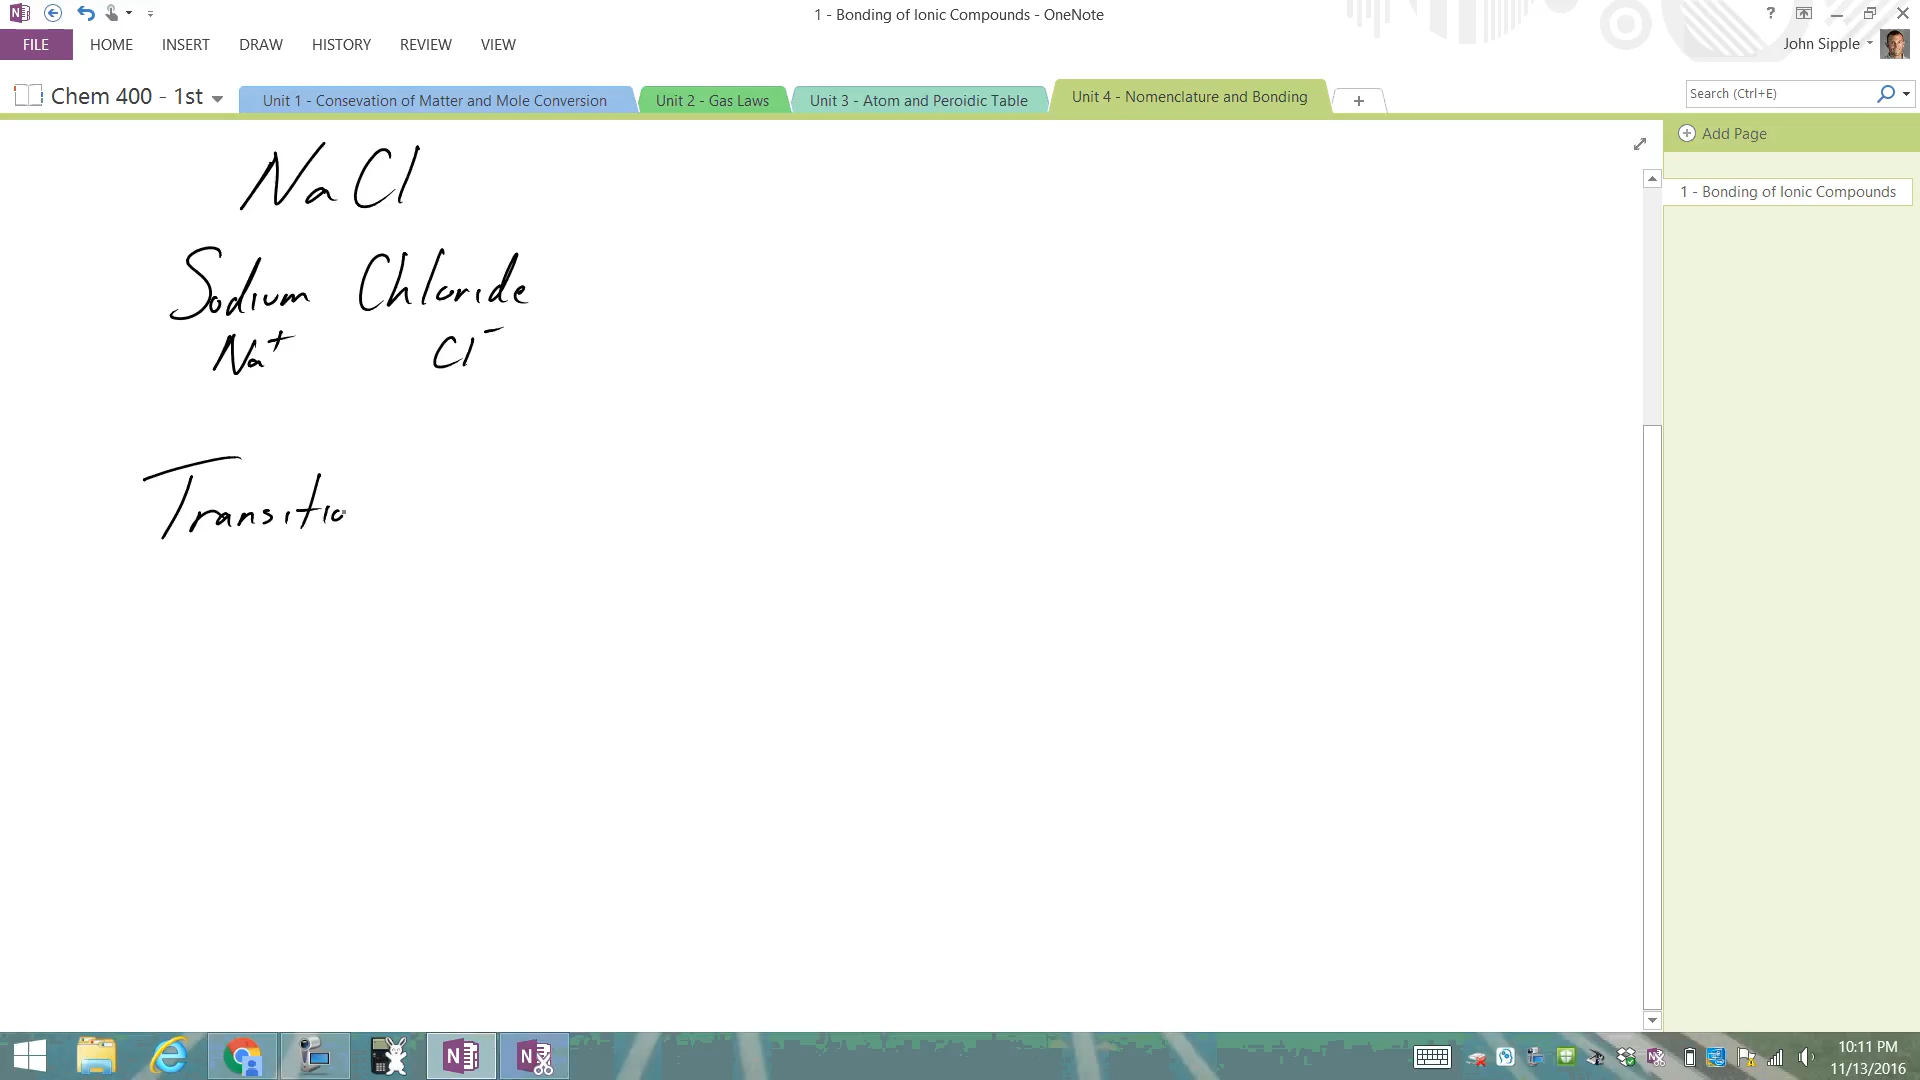 1 - Bonding of Ionic Compounds - OneNote
?
FILE HOME INSERT DRAW HISTORY REVIEW VIEW
John Sipple
Chem 400 - 1st
Unit 1 - Consevation of Matter and Mole Conversion
Unit 2 - Gas Laws
Unit 3 - Atom and Peroidic Table
Unit 4 - Nomenclature and Bonding
+
Search (Ctrl+E)
Add Page
1 - Bonding of Ionic Compounds
NaCl
Sodium Chloride
Na⁺ Cl⁻
Transitio
10:11 PM
11/13/2016